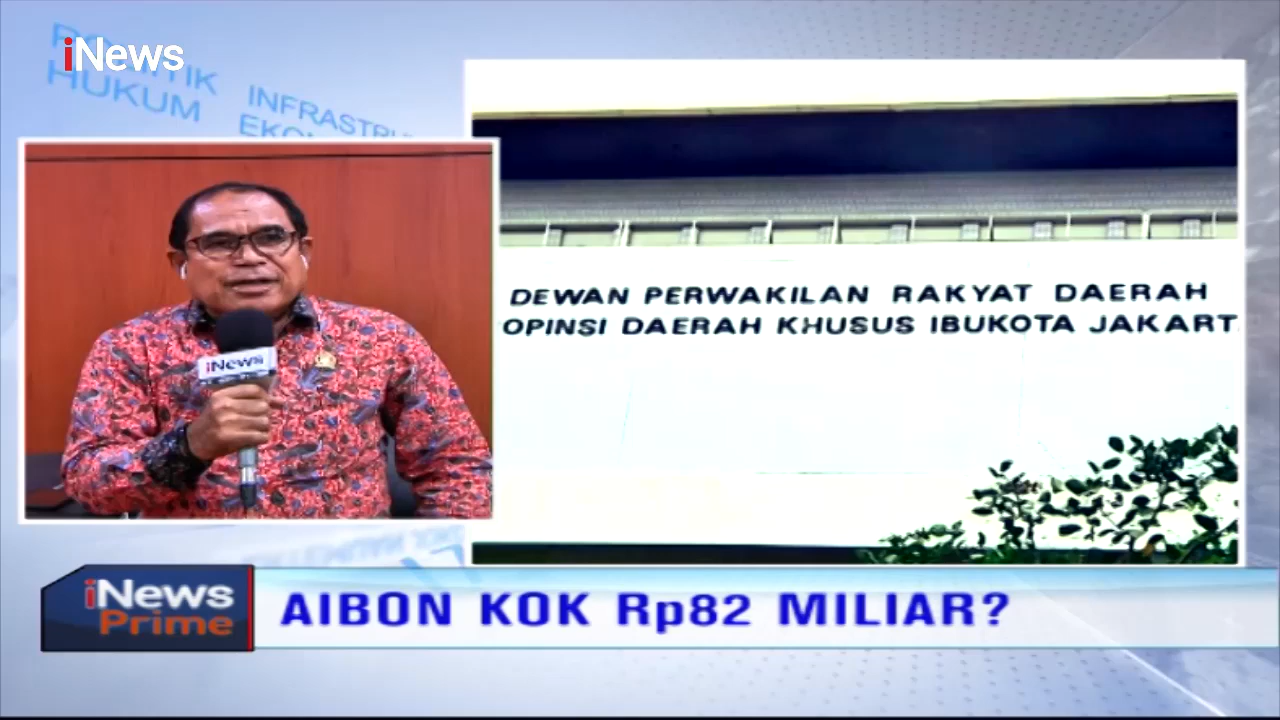 iNews
HUKUM
INFRASTRU
DEWAN PERWAKILAN RAKYAT DAERAH
OPINSI DAERAH KHUSUS IBUKOTA JAKART
iNews
iNews
Prime
AIBON KOK Rp82 MILIAR?